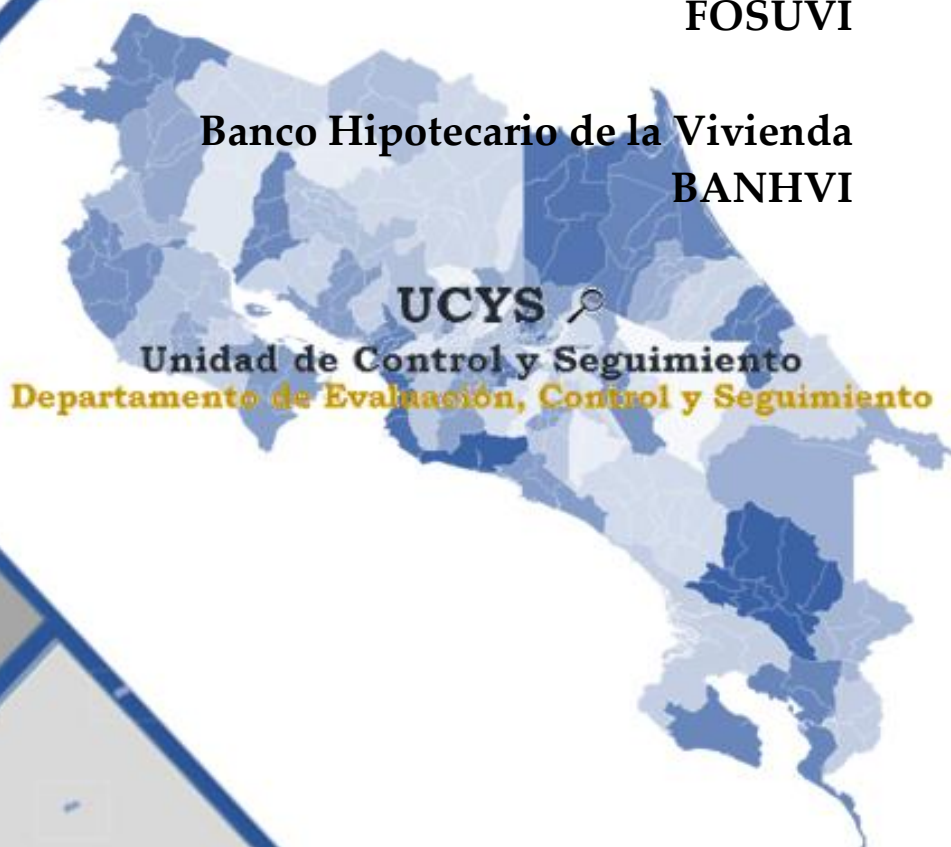 FOSUVI
Banco Hipotecario de la Vivienda
BANHVI
UCYS
Unidad de Control y Seguimiento
Departamento de Evaluación, Control y Seguimiento